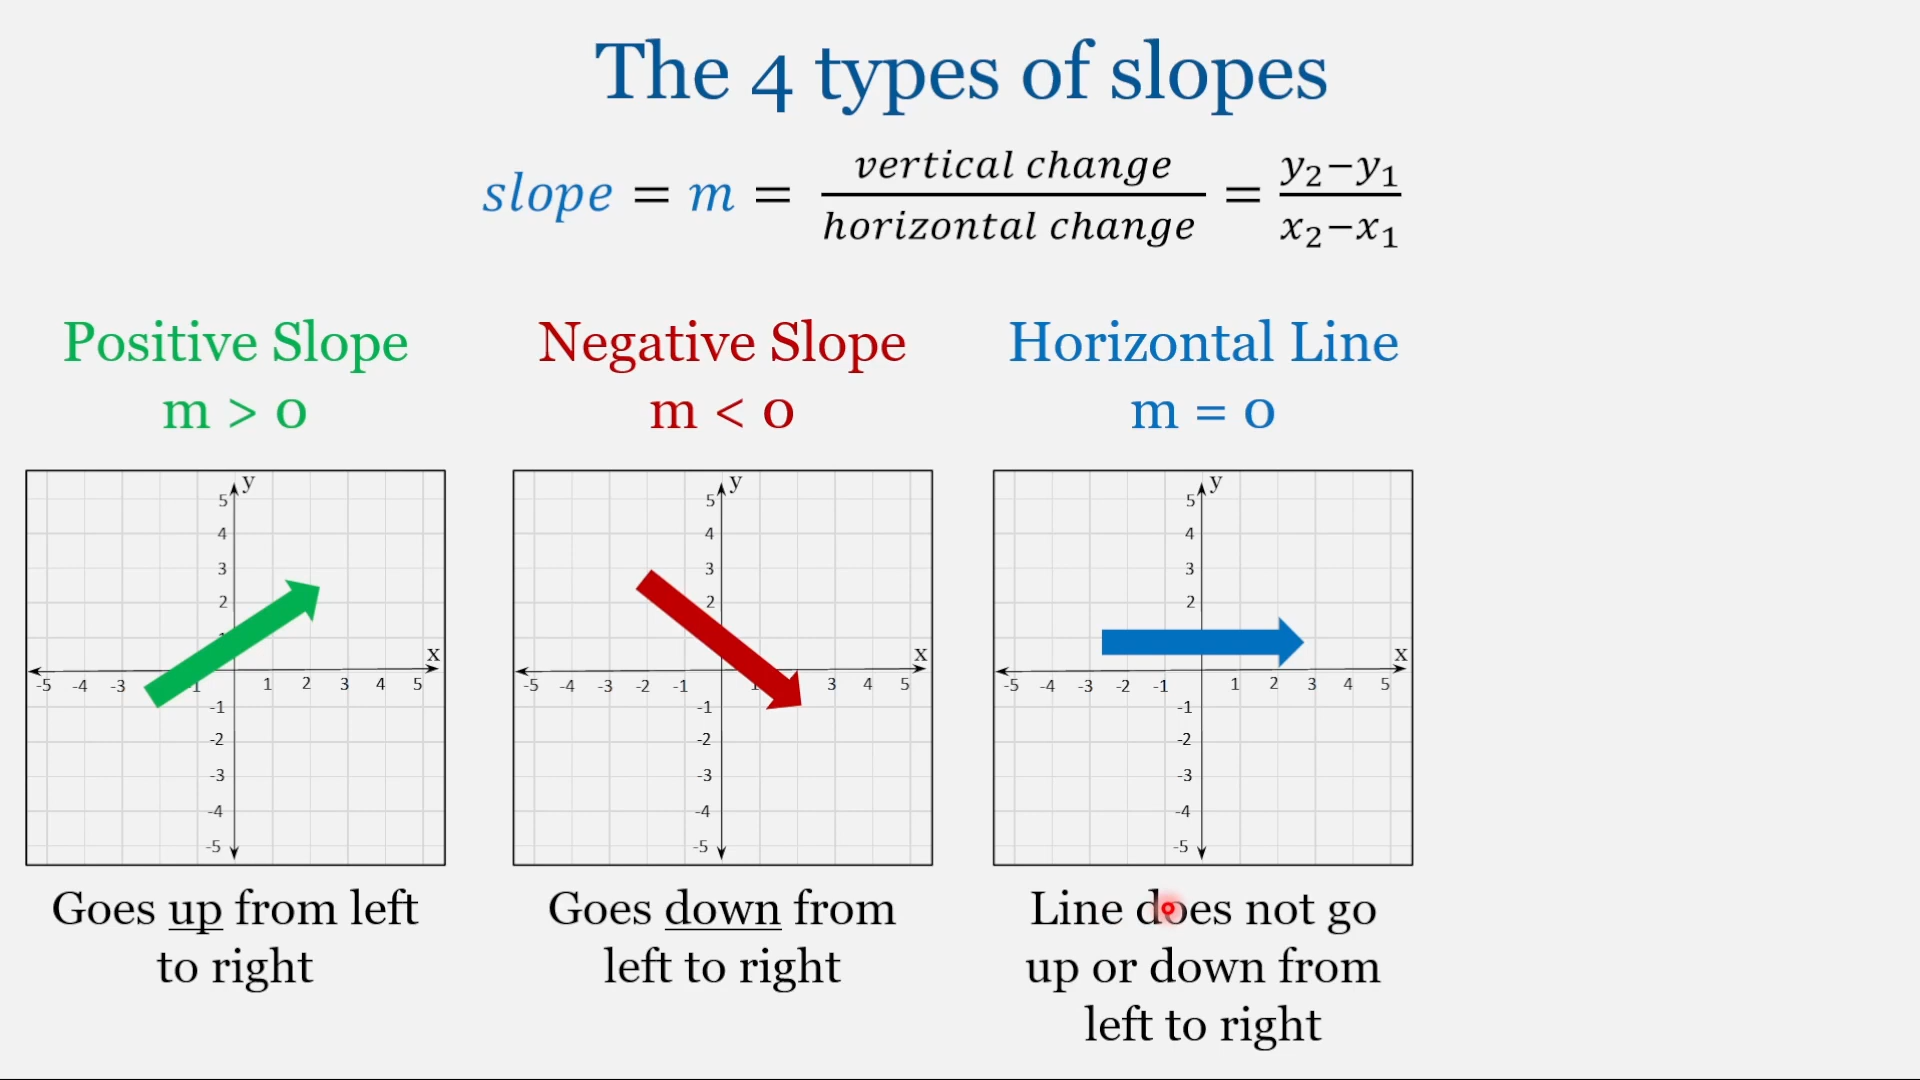 The 4 types of slopes
slope = m = vertical change / horizontal change = y₂−y₁ / x₂−x₁
Positive Slope
m > 0
Negative Slope
m < 0
Horizontal Line
m = 0
y
5
4
3
2
x
-5 -4 -3 -1 1 2 3 4 5
-1
-2
-3
-4
-5
y
5
4
3
2
x
-5 -4 -3 -2 -1 1 3 4 5
-1
-2
-3
-4
-5
y
5
4
3
2
x
-5 -4 -3 -2 -1 1 2 3 4 5
-1
-2
-3
-4
-5
Goes up from left
to right
Goes down from
left to right
Line does not go
up or down from
left to right